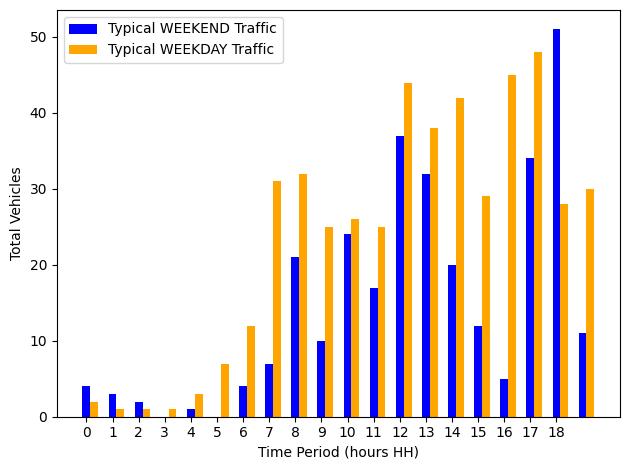 Typical WEEKEND Traffic
Typical WEEKDAY Traffic
50
40
30
20
10
0
Total Vehicles
0 1 2 3 4 5 6 7 8 9 10 11 12 13 14 15 16 17 18
Time Period (hours HH)